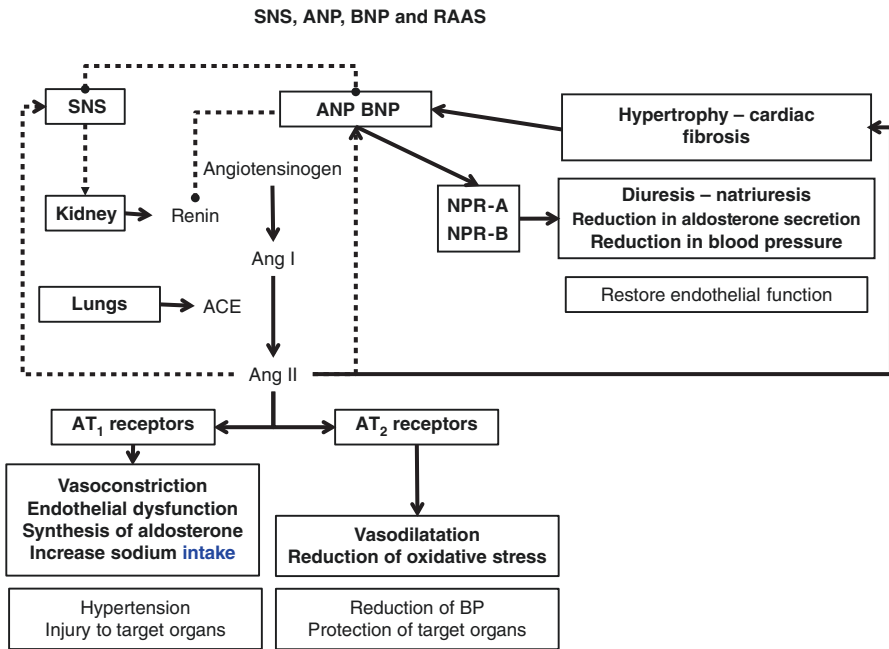 SNS, ANP, BNP and RAAS
SNS
ANP BNP
Hypertrophy – cardiac
fibrosis
Angiotensinogen
Kidney
Renin
NPR-A
NPR-B
Diuresis – natriuresis
Reduction in aldosterone secretion
Reduction in blood pressure
Ang I
Lungs
ACE
Restore endothelial function
Ang II
AT₁ receptors
AT₂ receptors
Vasoconstriction
Endothelial dysfunction
Synthesis of aldosterone
Increase sodium intake
Vasodilatation
Reduction of oxidative stress
Hypertension
Injury to target organs
Reduction of BP
Protection of target organs